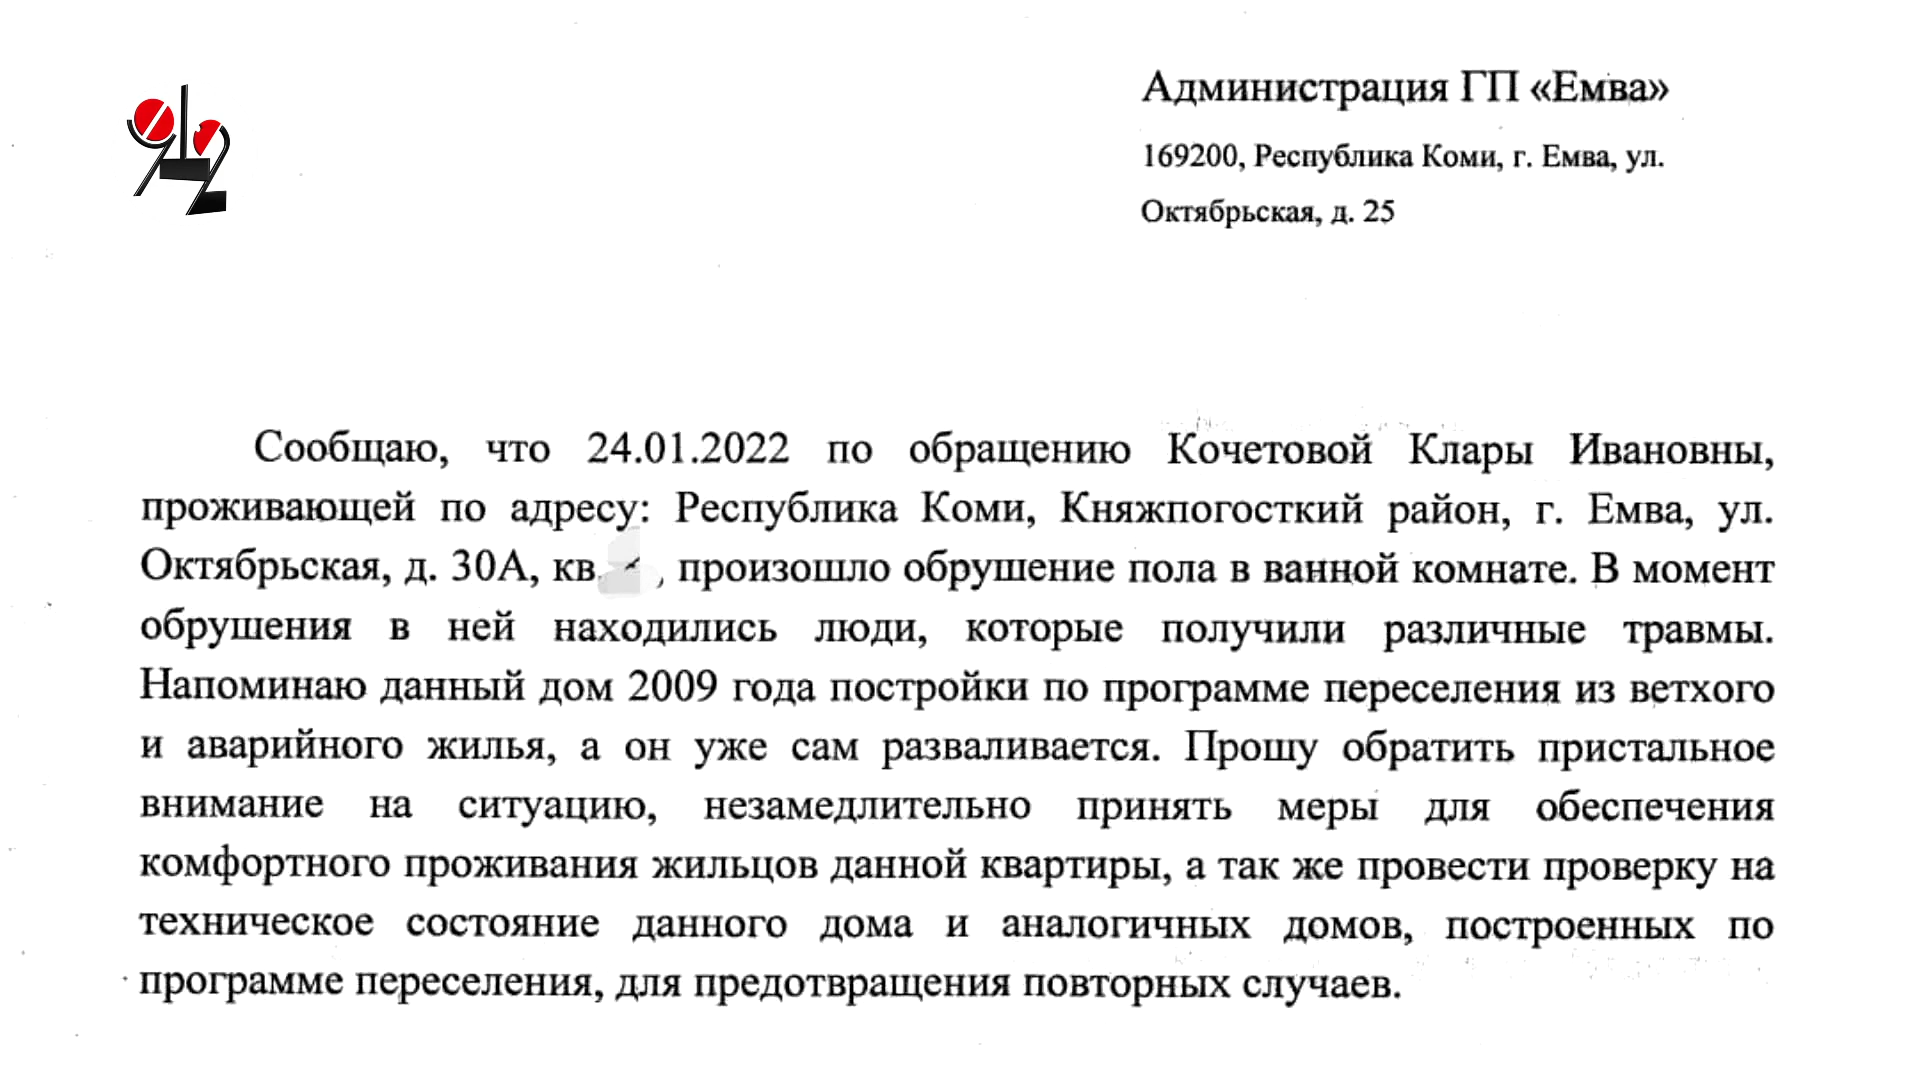 912
Администрация ГП «Емва»
169200, Республика Коми, г. Емва, ул.
Октябрьская, д. 25
Сообщаю, что 24.01.2022 по обращению Кочетовой Клары Ивановны,
проживающей по адресу: Республика Коми, Княжпогосткий район, г. Емва, ул.
Октябрьская, д. 30А, кв. , произошло обрушение пола в ванной комнате. В момент
обрушения в ней находились люди, которые получили различные травмы.
Напоминаю данный дом 2009 года постройки по программе переселения из ветхого
и аварийного жилья, а он уже сам разваливается. Прошу обратить пристальное
внимание на ситуацию, незамедлительно принять меры для обеспечения
комфортного проживания жильцов данной квартиры, а так же провести проверку на
техническое состояние данного дома и аналогичных домов, построенных по
программе переселения, для предотвращения повторных случаев.